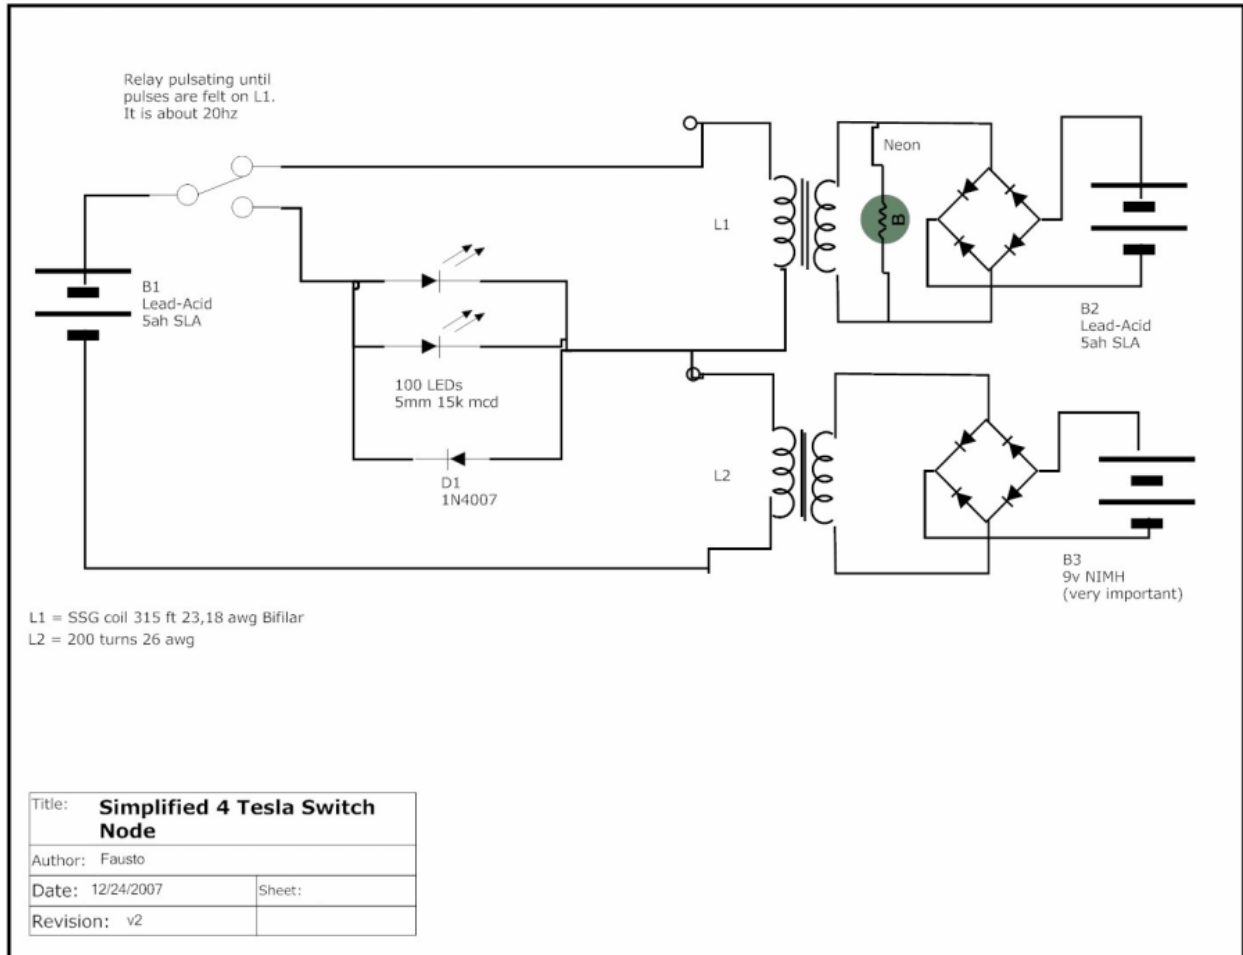 Relay pulsating until
pulses are felt on L1.
It is about 20hz
Neon
B
L1
B1
Lead-Acid
5ah SLA
B2
Lead-Acid
5ah SLA
100 LEDs
5mm 15k mcd
D1
1N4007
L2
B3
9v NIMH
(very important)
L1 = SSG coil 315 ft 23,18 awg Bifilar
L2 = 200 turns 26 awg
Title: Simplified 4 Tesla Switch
Node
Author: Fausto
Date: 12/24/2007 Sheet:
Revision: v2